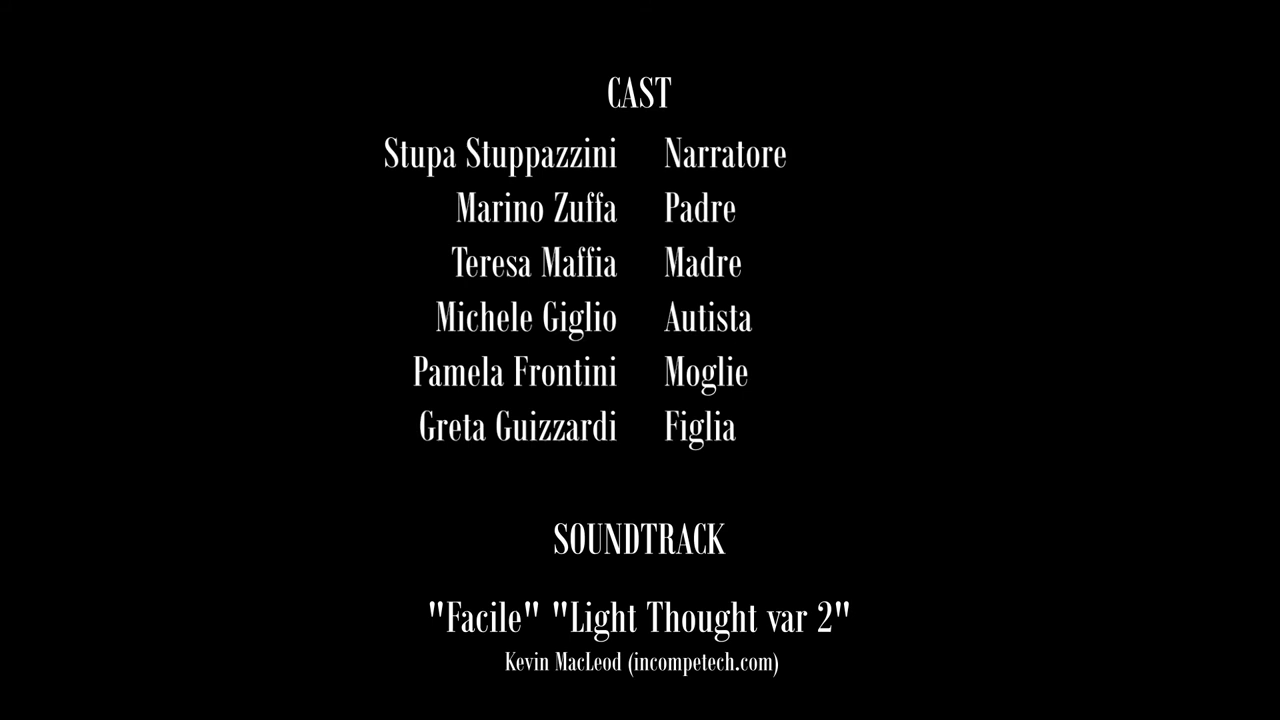 CAST
Stupa Stuppazzini Narratore
Marino Zuffa Padre
Teresa Maffia Madre
Michele Giglio Autista
Pamela Frontini Moglie
Greta Guizzardi Figlia
SOUNDTRACK
"Facile" "Light Thought var 2"
Kevin MacLeod (incompetech.com)